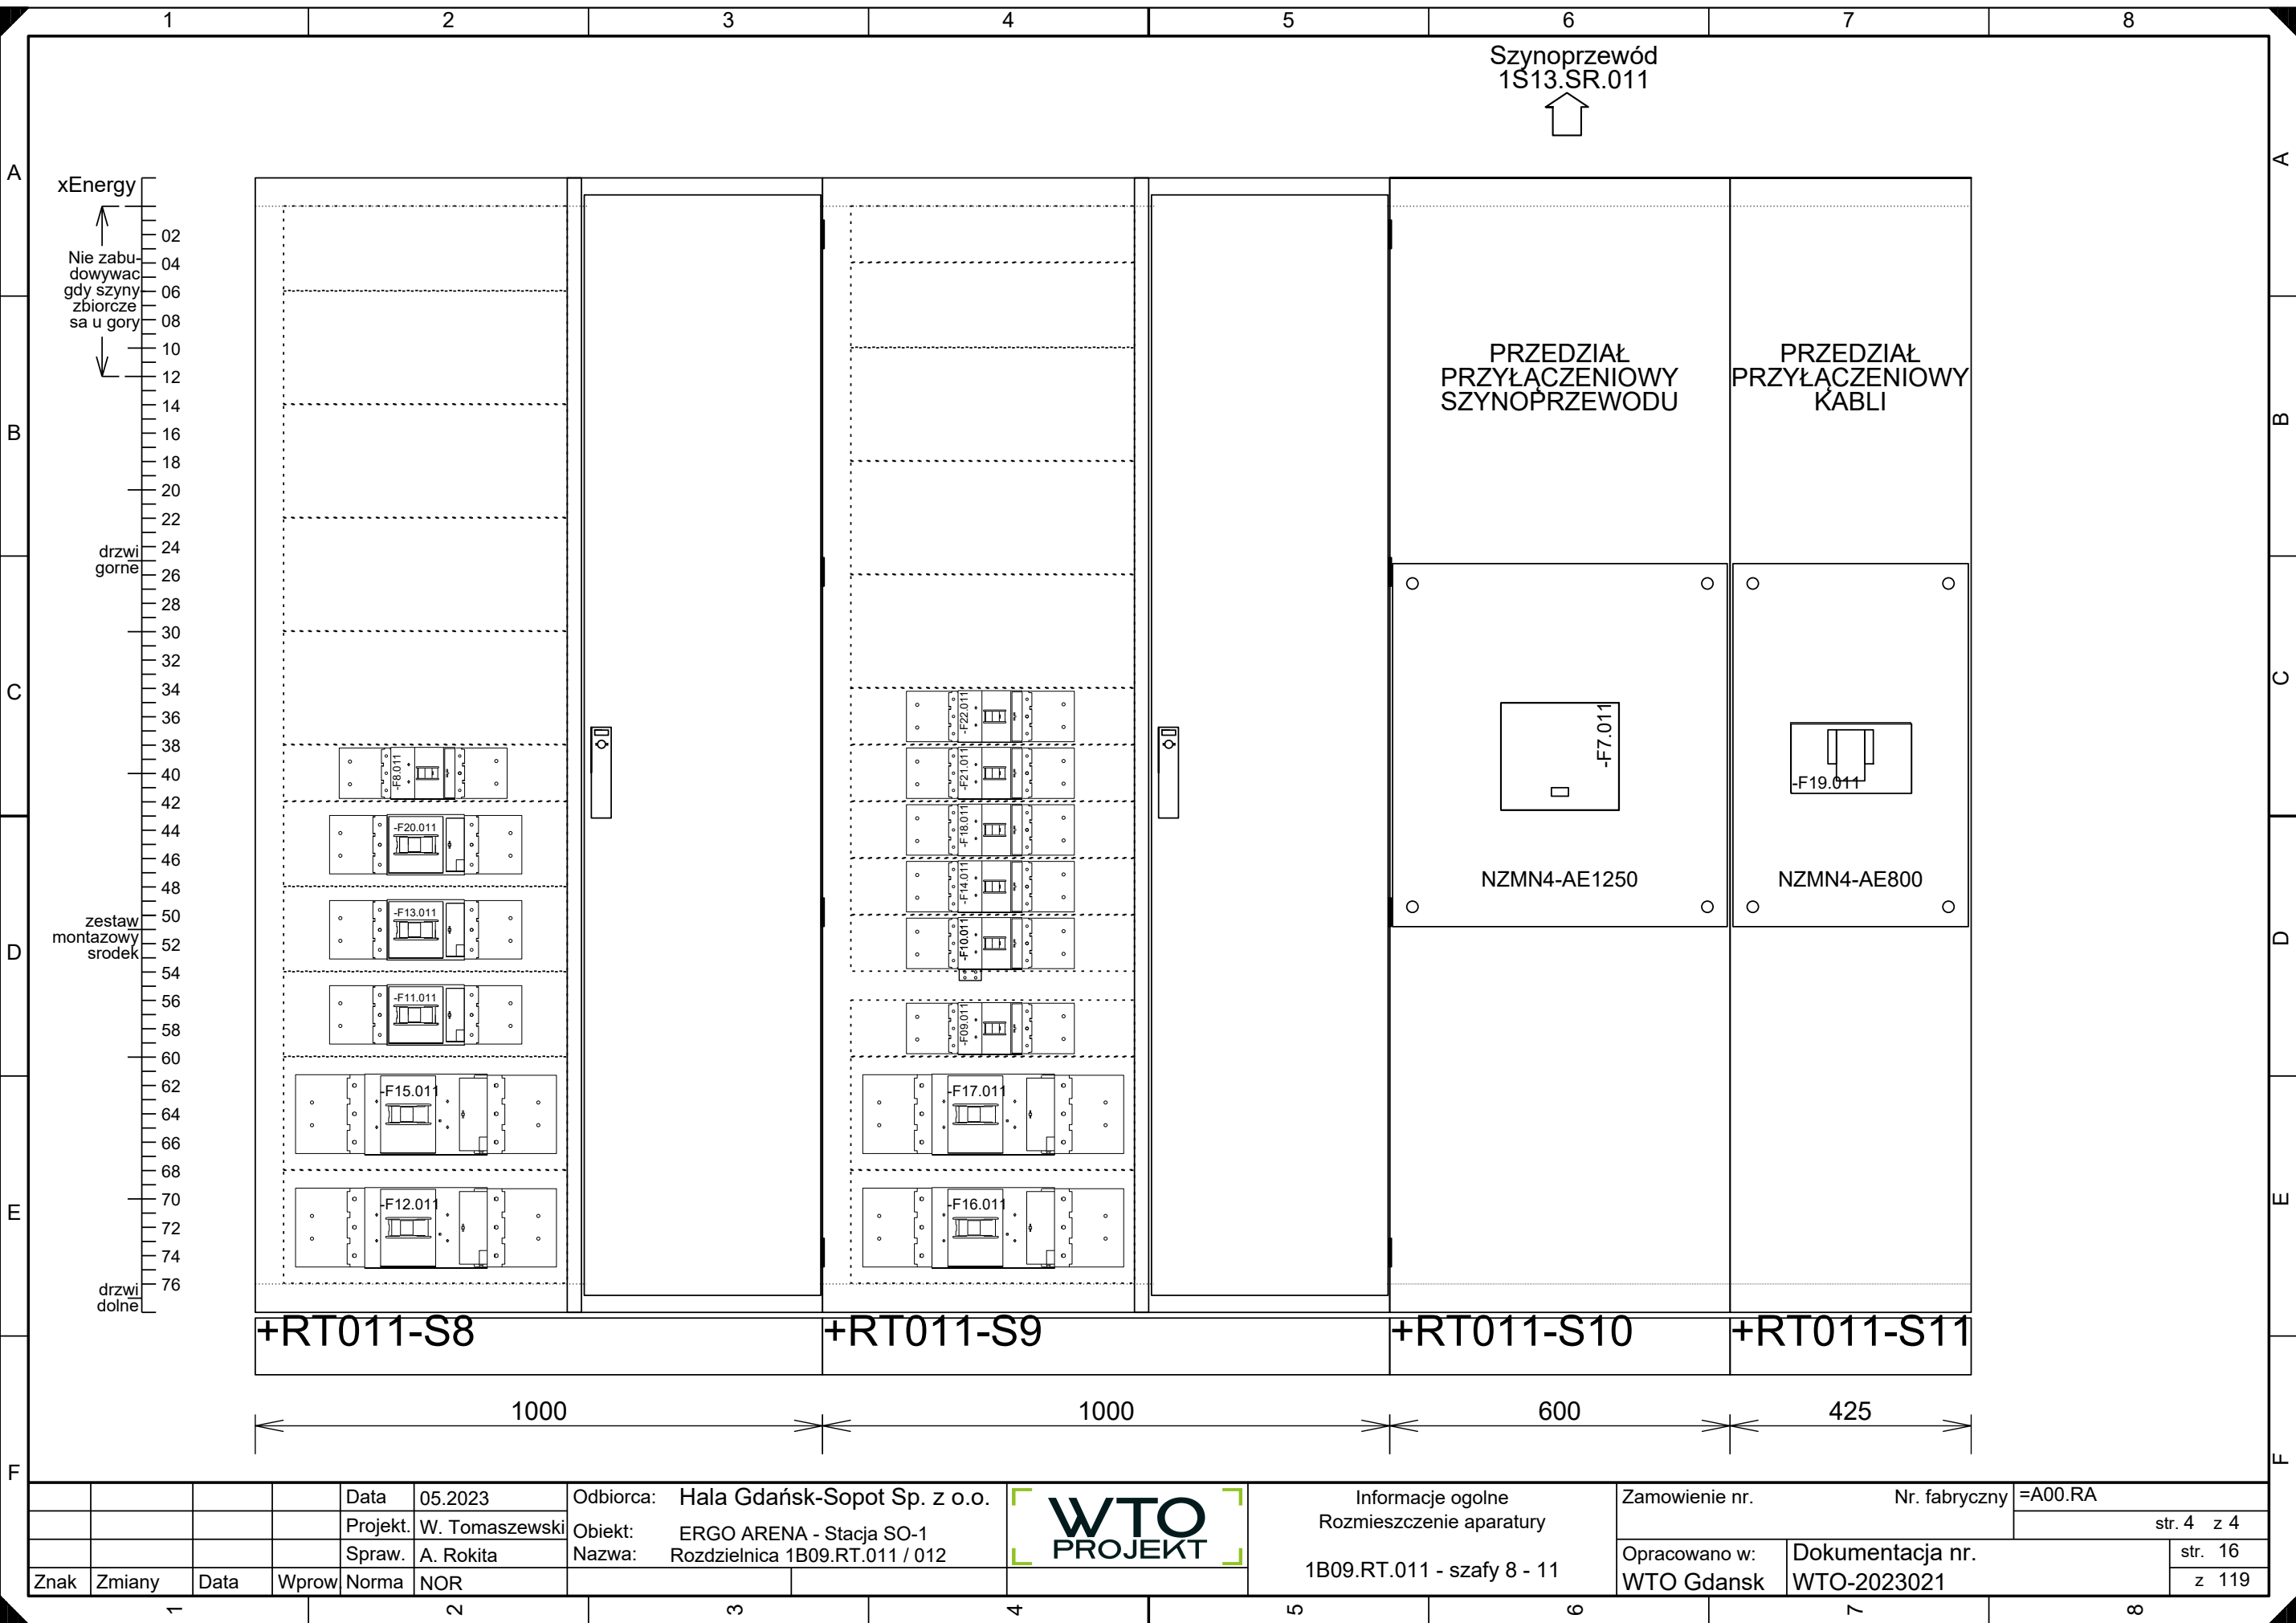 1 2 3 4 5 6 7 8
Szynoprzewód
1S13.SR.011
A A
xEnergy
Nie zabu-
dowywac
gdy szyny
zbiorcze
sa u gory
02
04
06
08
10
12
14
16
18
20
22
24
26
28
30
32
34
36
38
40
42
44
46
48
50
52
54
56
58
60
62
64
66
68
70
72
74
76
drzwi
gorne
zestaw
montazowy
srodek
drzwi
dolne
B B
C C
D D
E E
F F
PRZEDZIAŁ
PRZYŁĄCZENIOWY
SZYNOPRZEWODU
PRZEDZIAŁ
PRZYŁĄCZENIOWY
KABLI
-F8.011
-F20.011
-F13.011
-F11.011
-F15.011
-F12.011
-F22.011
-F21.011
-F18.011
-F14.011
-F10.011
-F09.011
-F17.011
-F16.011
-F7.011
NZMN4-AE1250
-F19.011
NZMN4-AE800
+RT011-S8 +RT011-S9 +RT011-S10 +RT011-S11
1000 1000 600 425
Data 05.2023
Projekt. W. Tomaszewski
Spraw. A. Rokita
Znak Zmiany Data Wprow. Norma NOR
Odbiorca: Hala Gdańsk-Sopot Sp. z o.o.
Obiekt: ERGO ARENA - Stacja SO-1
Nazwa: Rozdzielnica 1B09.RT.011 / 012
WTO
PROJEKT
Informacje ogolne
Rozmieszczenie aparatury
1B09.RT.011 - szafy 8 - 11
Zamowienie nr. Nr. fabryczny =A00.RA
str. 4 z 4
Opracowano w: Dokumentacja nr. str. 16
WTO Gdansk WTO-2023021 z 119
1 2 3 4 5 6 7 8